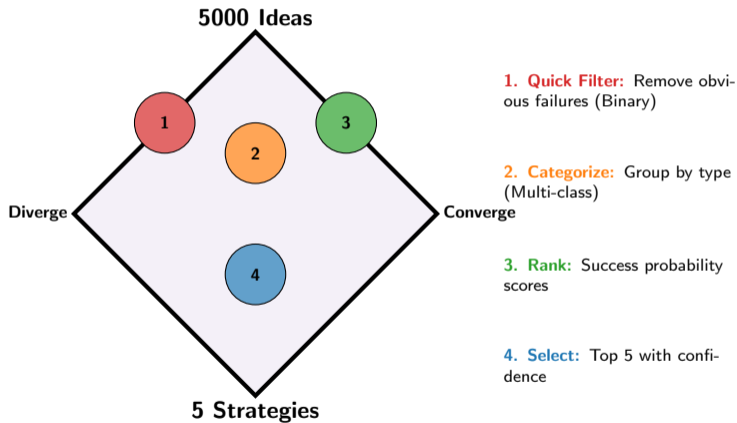 5000 Ideas
1
2
3
4
Diverge
Converge
5 Strategies
1. Quick Filter: Remove obvi-
ous failures (Binary)
2. Categorize: Group by type
(Multi-class)
3. Rank: Success probability
scores
4. Select: Top 5 with confi-
dence